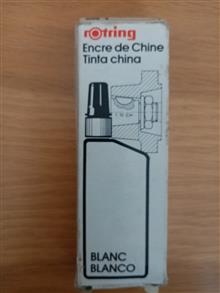 rotring
Encre de Chine
Tinta china
BLANC
BLANCO